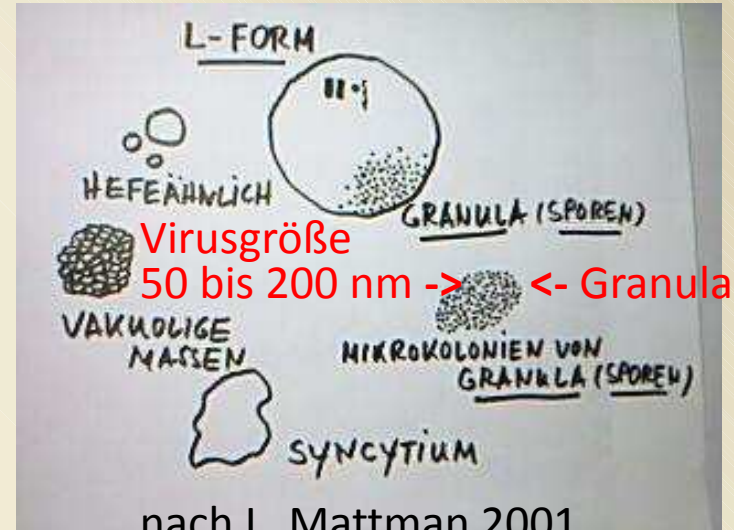 L-FORM
HEFEÄHNLICH
GRANULA (SPOREN)
Virusgröße
50 bis 200 nm -> <- Granula
VAKUOLIGE
MASSEN
MIKROKOLONIEN VON
GRANULA (SPOREN)
SYNCYTIUM
nach L. Mattman 2001